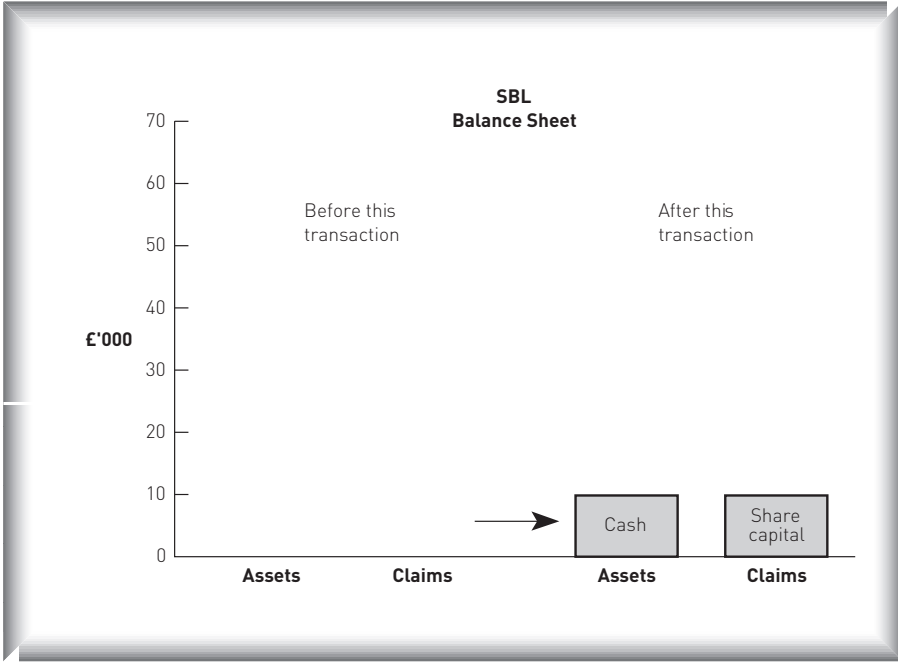 SBL
Balance Sheet
70
60
Before this
transaction
After this
transaction
50
40
£'000
30
20
10
Cash
Share
capital
0
Assets
Claims
Assets
Claims